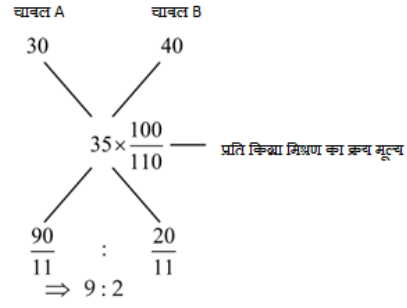 चावल A चावल B
30 40
35 × 100/110 — प्रति किग्रा मिश्रण का क्रय मूल्य
90/11 : 20/11
⇒ 9 : 2